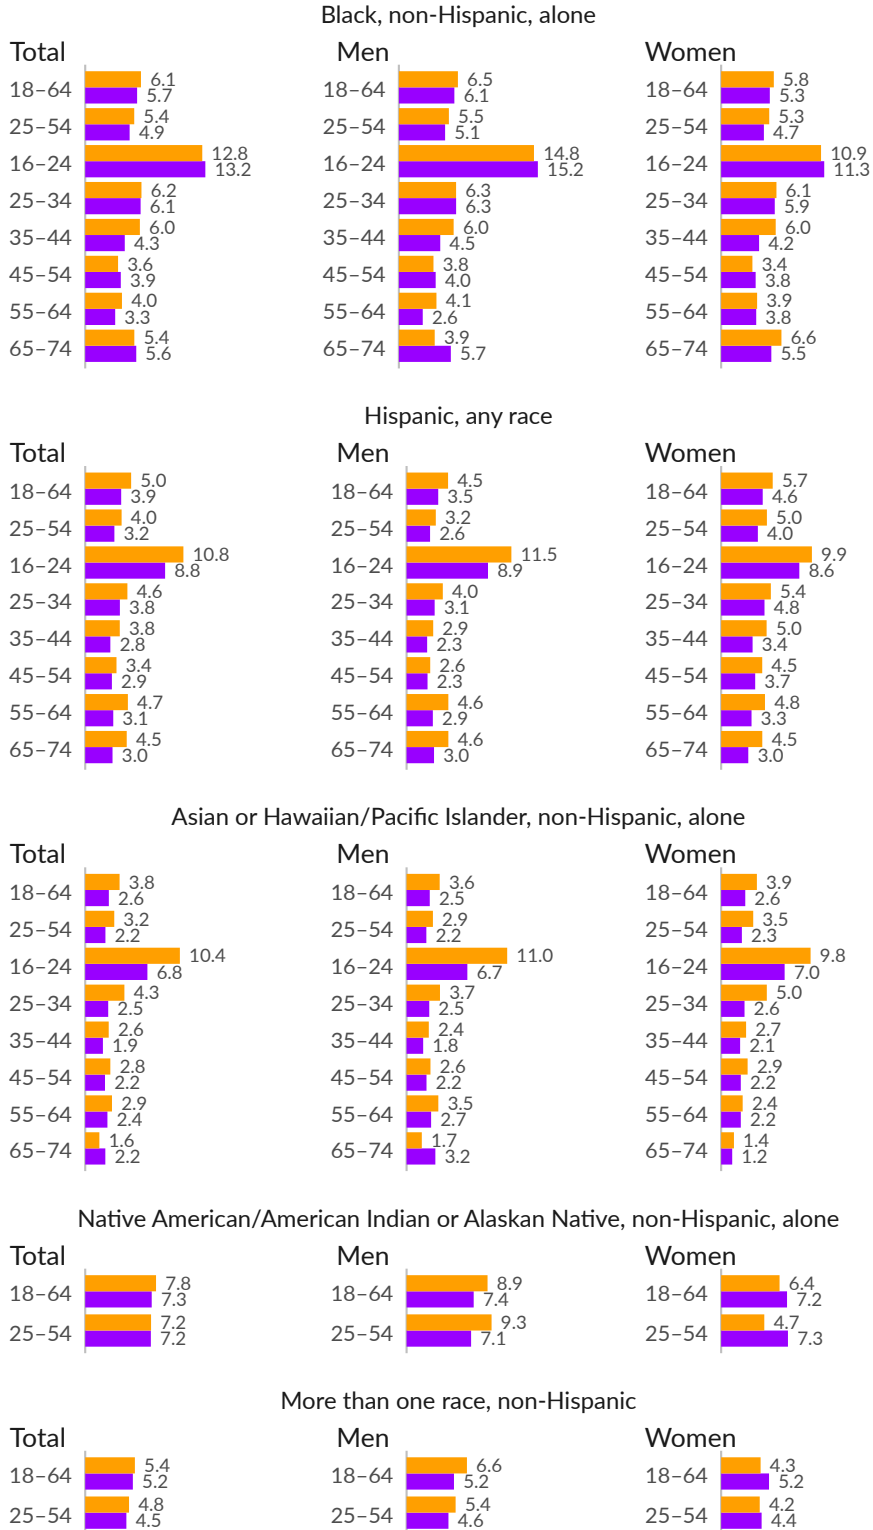 Black, non-Hispanic, alone
Total Men Women
18–64 6.1 5.7 18–64 6.5 6.1 18–64 5.8 5.3
25–54 5.4 4.9 25–54 5.5 5.1 25–54 5.3 4.7
16–24 12.8 13.2 16–24 14.8 15.2 16–24 10.9 11.3
25–34 6.2 6.1 25–34 6.3 6.3 25–34 6.1 5.9
35–44 6.0 4.3 35–44 6.0 4.5 35–44 6.0 4.2
45–54 3.6 3.9 45–54 3.8 4.0 45–54 3.4 3.8
55–64 4.0 3.3 55–64 4.1 2.6 55–64 3.9 3.8
65–74 5.4 5.6 65–74 3.9 5.7 65–74 6.6 5.5
Hispanic, any race
Total Men Women
18–64 5.0 3.9 18–64 4.5 3.5 18–64 5.7 4.6
25–54 4.0 3.2 25–54 3.2 2.6 25–54 5.0 4.0
16–24 10.8 8.8 16–24 11.5 8.9 16–24 9.9 8.6
25–34 4.6 3.8 25–34 4.0 3.1 25–34 5.4 4.8
35–44 3.8 2.8 35–44 2.9 2.3 35–44 5.0 3.4
45–54 3.4 2.9 45–54 2.6 2.3 45–54 4.5 3.7
55–64 4.7 3.1 55–64 4.6 2.9 55–64 4.8 3.3
65–74 4.5 3.0 65–74 4.6 3.0 65–74 4.5 3.0
Asian or Hawaiian/Pacific Islander, non-Hispanic, alone
Total Men Women
18–64 3.8 2.6 18–64 3.6 2.5 18–64 3.9 2.6
25–54 3.2 2.2 25–54 2.9 2.2 25–54 3.5 2.3
16–24 10.4 6.8 16–24 11.0 6.7 16–24 9.8 7.0
25–34 4.3 2.5 25–34 3.7 2.5 25–34 5.0 2.6
35–44 2.6 1.9 35–44 2.4 1.8 35–44 2.7 2.1
45–54 2.8 2.2 45–54 2.6 2.2 45–54 2.9 2.2
55–64 2.9 2.4 55–64 3.5 2.7 55–64 2.4 2.2
65–74 1.6 2.2 65–74 1.7 3.2 65–74 1.4 1.2
Native American/American Indian or Alaskan Native, non-Hispanic, alone
Total Men Women
18–64 7.8 7.3 18–64 8.9 7.4 18–64 6.4 7.2
25–54 7.2 7.2 25–54 9.3 7.1 25–54 4.7 7.3
More than one race, non-Hispanic
Total Men Women
18–64 5.4 5.2 18–64 6.6 5.2 18–64 4.3 5.2
25–54 4.8 4.5 25–54 5.4 4.6 25–54 4.2 4.4